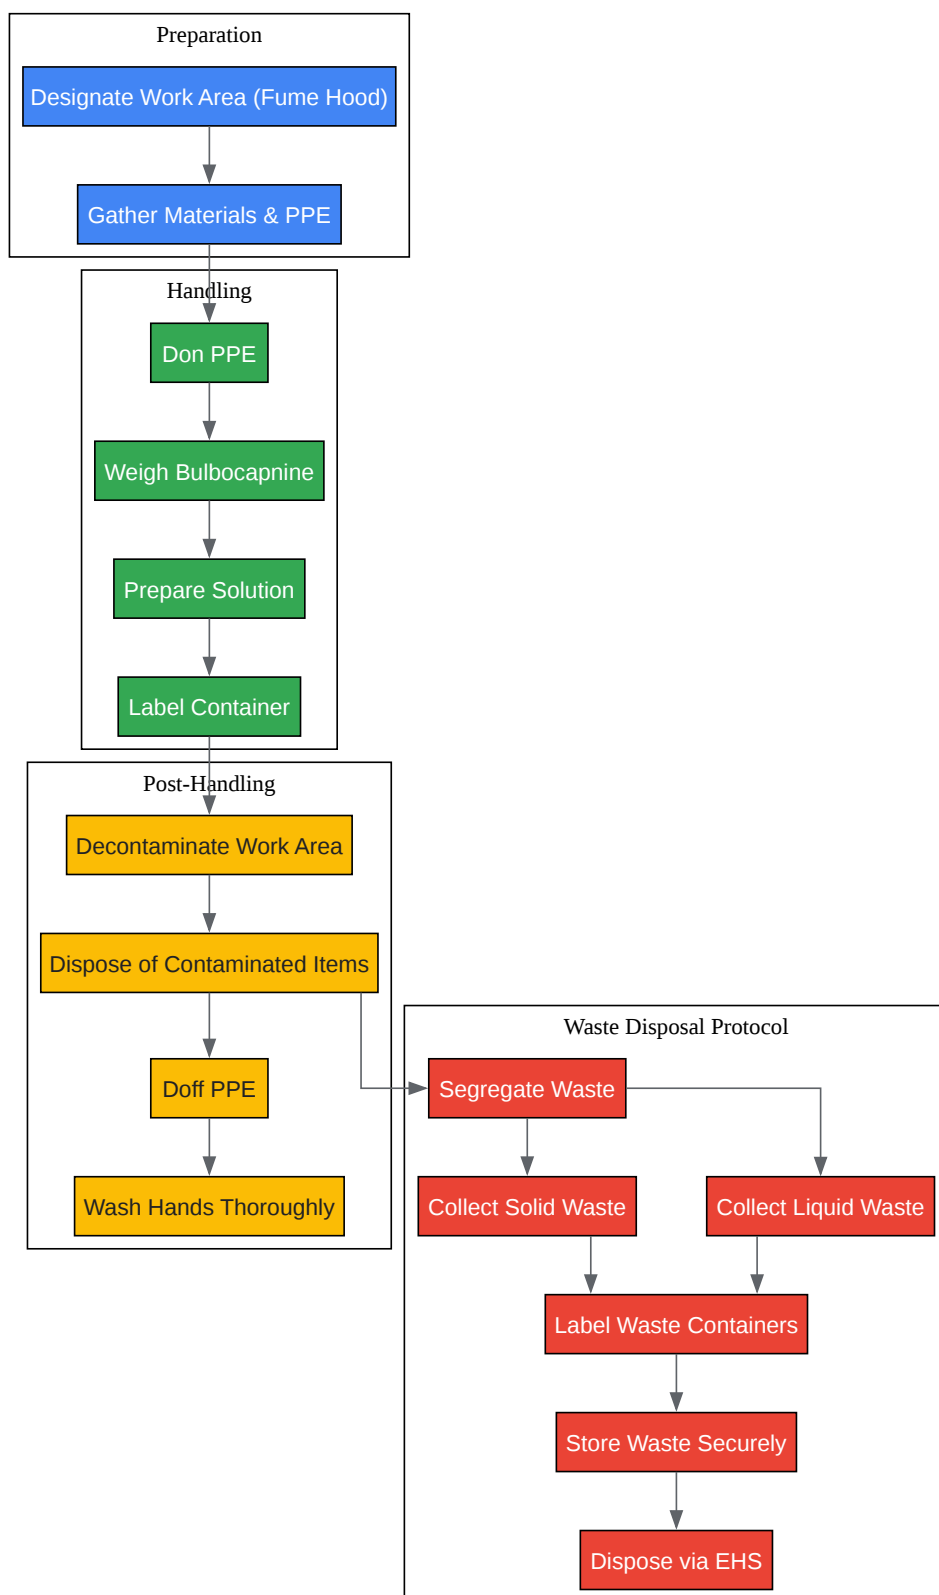 Preparation
Designate Work Area (Fume Hood)
Gather Materials & PPE
Handling
Don PPE
Weigh Bulbocapnine
Prepare Solution
Label Container
Post-Handling
Decontaminate Work Area
Dispose of Contaminated Items
Doff PPE
Wash Hands Thoroughly
Waste Disposal Protocol
Segregate Waste
Collect Solid Waste
Collect Liquid Waste
Label Waste Containers
Store Waste Securely
Dispose via EHS